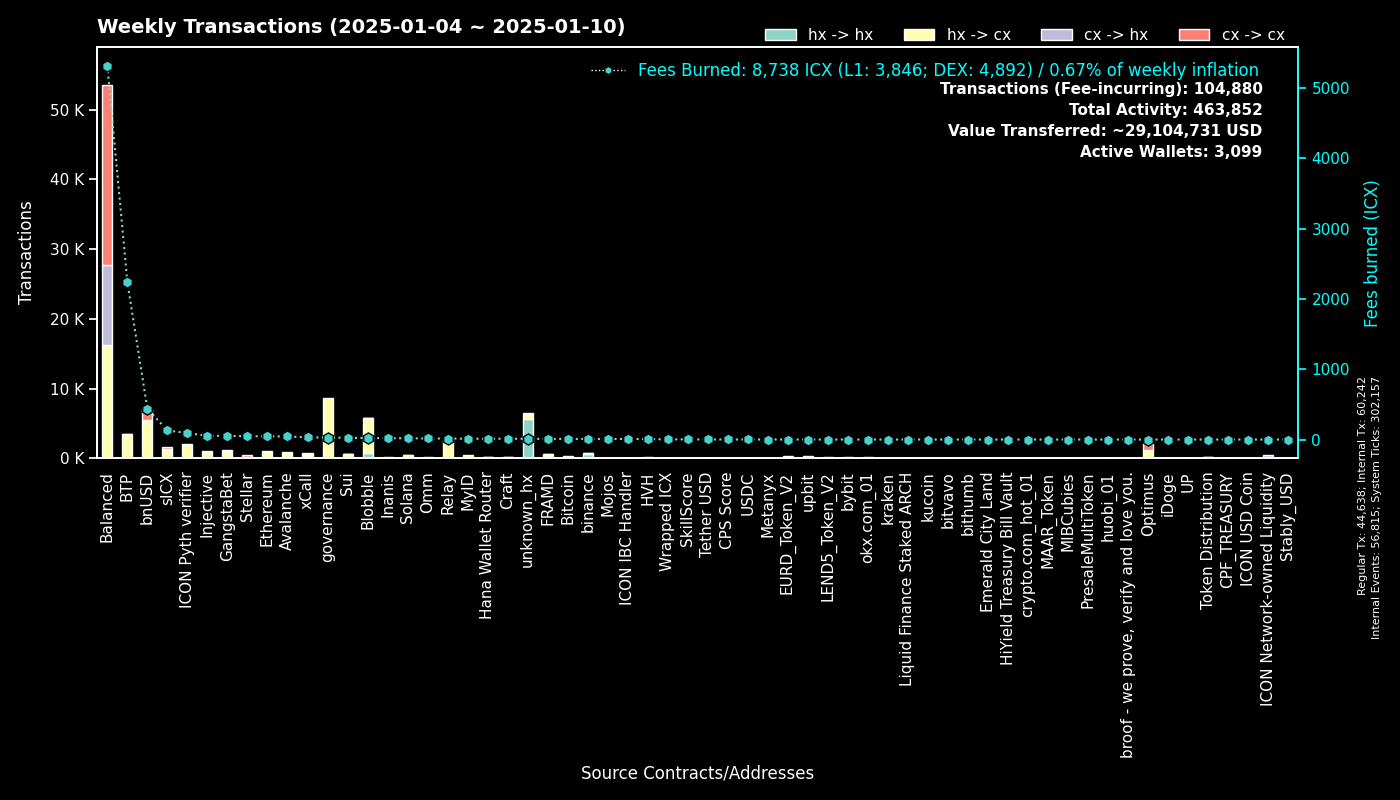 Weekly Transactions (2025-01-04 ~ 2025-01-10)
hx -> hx
hx -> cx
cx -> hx
cx -> cx
Fees Burned: 8,738 ICX (L1: 3,846; DEX: 4,892) / 0.67% of weekly inflation
Transactions (Fee-incurring): 104,880
Total Activity: 463,852
Value Transferred: ~29,104,731 USD
Active Wallets: 3,099
Transactions
50 K
40 K
30 K
20 K
10 K
0 K
5000
4000
3000
2000
1000
0
Fees burned (ICX)
Regular Tx: 44,638; Internal Tx: 60,242
Internal Events: 56,815; System Ticks: 302,157
Balanced
BTP
bnUSD
sICX
ICON Pyth verifier
Injective
GangstaBet
Stellar
Ethereum
Avalanche
xCall
governance
Sui
Blobble
Inanis
Solana
Omm
Relay
MyID
Hana Wallet Router
Craft
unknown_hx
FRAMD
Bitcoin
binance
Mojos
ICON IBC Handler
HVH
Wrapped ICX
SkillScore
Tether USD
CPS Score
USDC
Metanyx
EURD_Token_V2
upbit
LEND5_Token_V2
bybit
okx.com_01
kraken
Liquid Finance Staked ARCH
kucoin
bitvavo
bithumb
Emerald City Land
HiYield Treasury Bill Vault
crypto.com_hot_01
MAAR_Token
MIBCubies
PresaleMultiToken
huobi_01
broof - we prove, verify and love you.
Optimus
iDoge
UP
Token Distribution
CPF_TREASURY
ICON USD Coin
ICON Network-owned Liquidity
Stably_USD
Source Contracts/Addresses